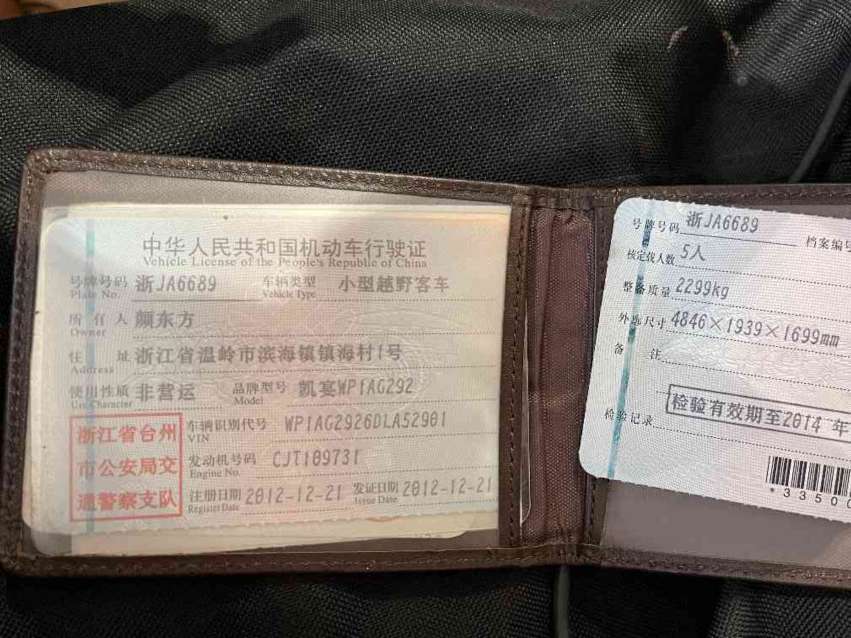 中华人民共和国机动车行驶证
Vehicle License of the People's Republic of China
号牌号码 浙JA6689 车辆类型 小型越野客车
Plate No. Vehicle Type
所有人 颜东方
Owner
住址 浙江省温岭市滨海镇镇海村1号
Address
使用性质 非营运 品牌型号 凯宴WP1AG292
Use Character Model
浙江省台州
市公安局交
通警察支队
车辆识别代号 WP1AG2926DLA52901
VIN
发动机号码 CJT109731
Engine No.
注册日期 2012-12-21 发证日期 2012-12-21
Register Date Issue Date
号牌号码 浙JA6689 档案编号
核定载人数 5人
整备质量 2299kg
外廓尺寸 4846×1939×1699mm
备注
检验记录
检验有效期至2014年
*33500